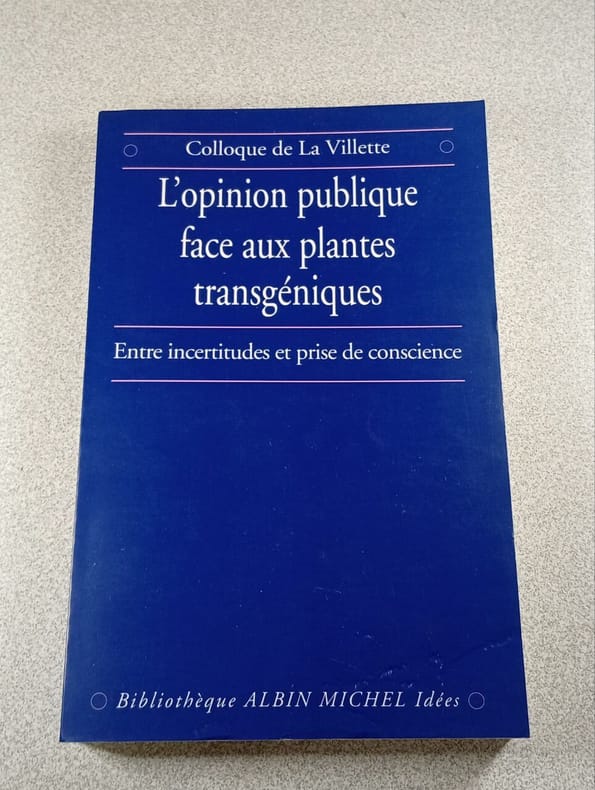 Colloque de La Villette
L'opinion publique
face aux plantes
transgéniques
Entre incertitudes et prise de conscience
Bibliothèque ALBIN MICHEL Idées